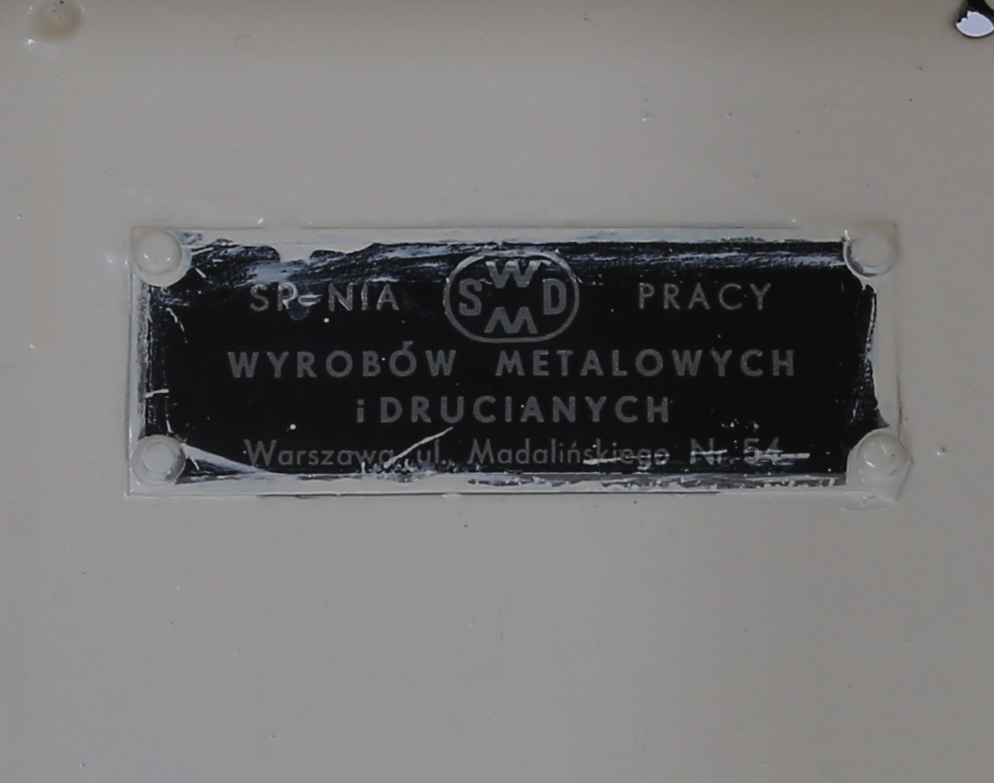 SP-NIA SWMD PRACY
WYROBÓW METALOWYCH
i DRUCIANYCH
Warszawa ul. Madalińskiego Nr 54